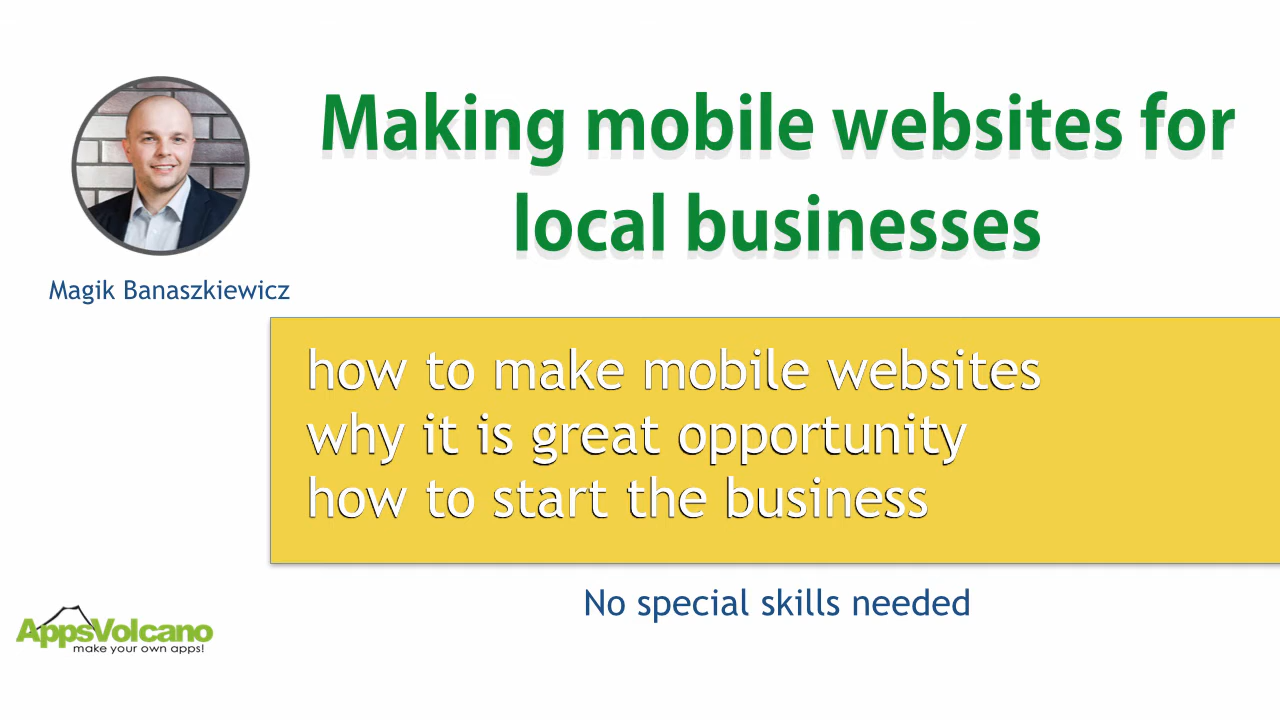 Making mobile websites for
local businesses
Magik Banaszkiewicz
how to make mobile websites
why it is great opportunity
how to start the business
No special skills needed
AppsVolcano
make your own apps!